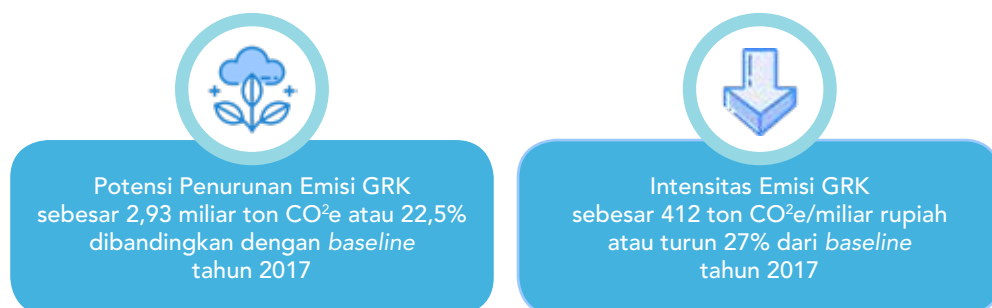 Potensi Penurunan Emisi GRK
sebesar 2,93 miliar ton CO²e atau 22,5%
dibandingkan dengan baseline
tahun 2017
Intensitas Emisi GRK
sebesar 412 ton CO²e/miliar rupiah
atau turun 27% dari baseline
tahun 2017